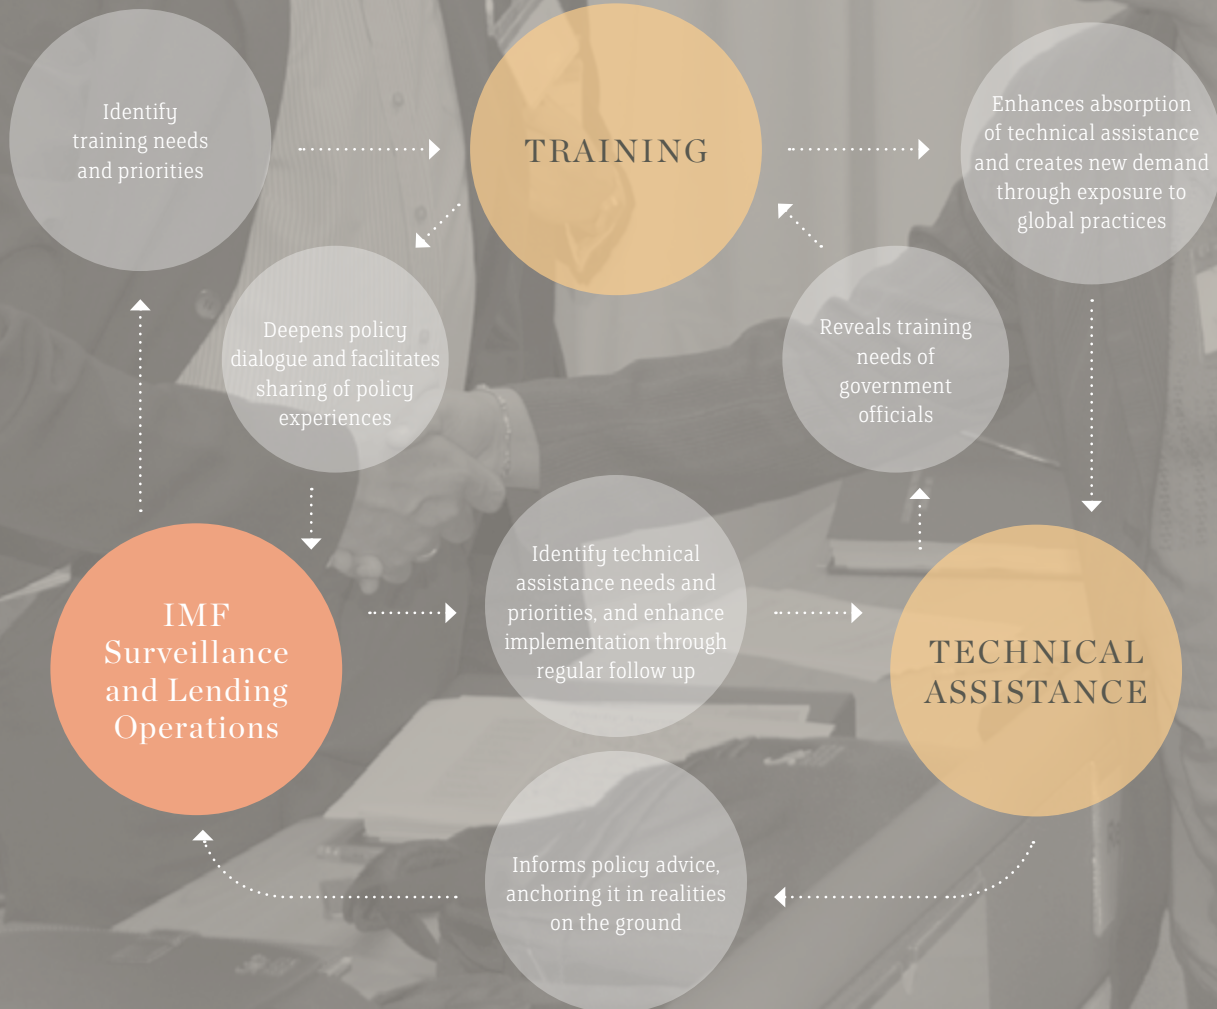 Identify
training needs
and priorities
TRAINING
Enhances absorption
of technical assistance
and creates new demand
through exposure to
global practices
Deepens policy
dialogue and facilitates
sharing of policy
experiences
Reveals training
needs of
government
officials
IMF
Surveillance
and Lending
Operations
Identify technical
assistance needs and
priorities, and enhance
implementation through
regular follow up
TECHNICAL
ASSISTANCE
Informs policy advice,
anchoring it in realities
on the ground